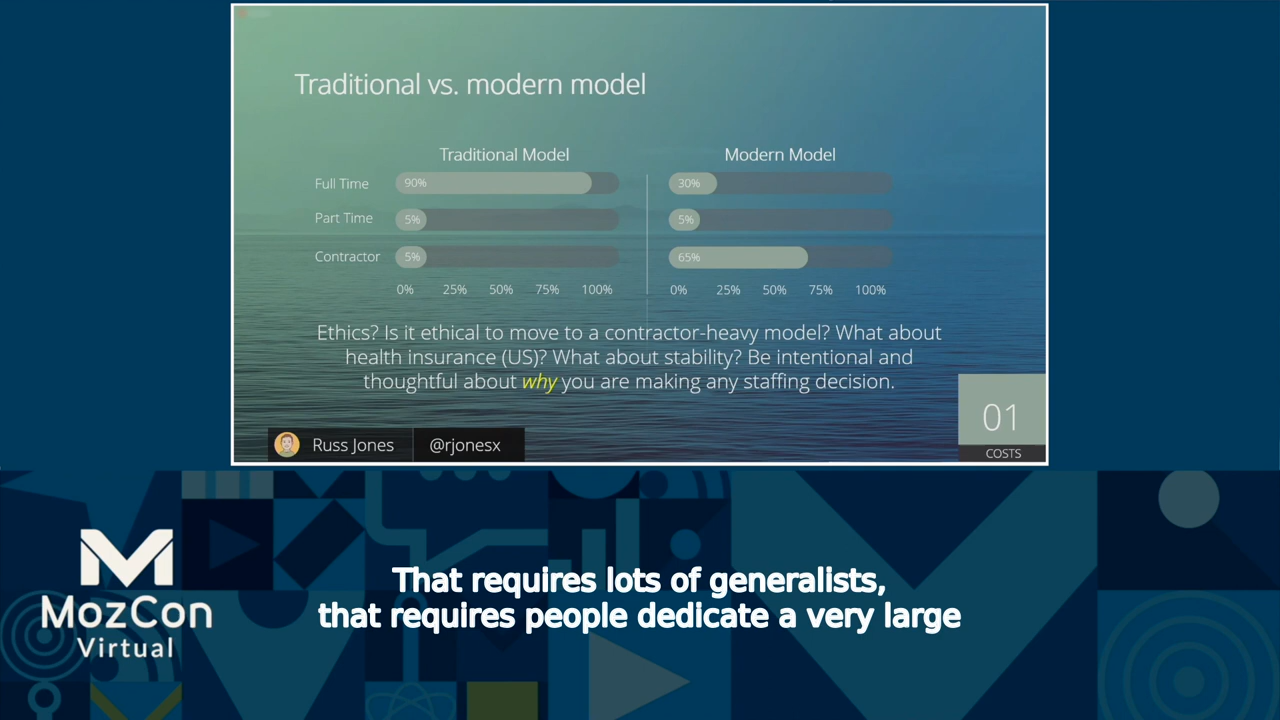 Traditional vs. modern model
Traditional Model
Modern Model
Full Time
90%
30%
Part Time
5%
5%
Contractor
5%
65%
0% 25% 50% 75% 100%
0% 25% 50% 75% 100%
Ethics? Is it ethical to move to a contractor-heavy model? What about
health insurance (US)? What about stability? Be intentional and
thoughtful about why you are making any staffing decision.
01
COSTS
Russ Jones
@rjonesx
MozCon
Virtual
That requires lots of generalists,
that requires people dedicate a very large